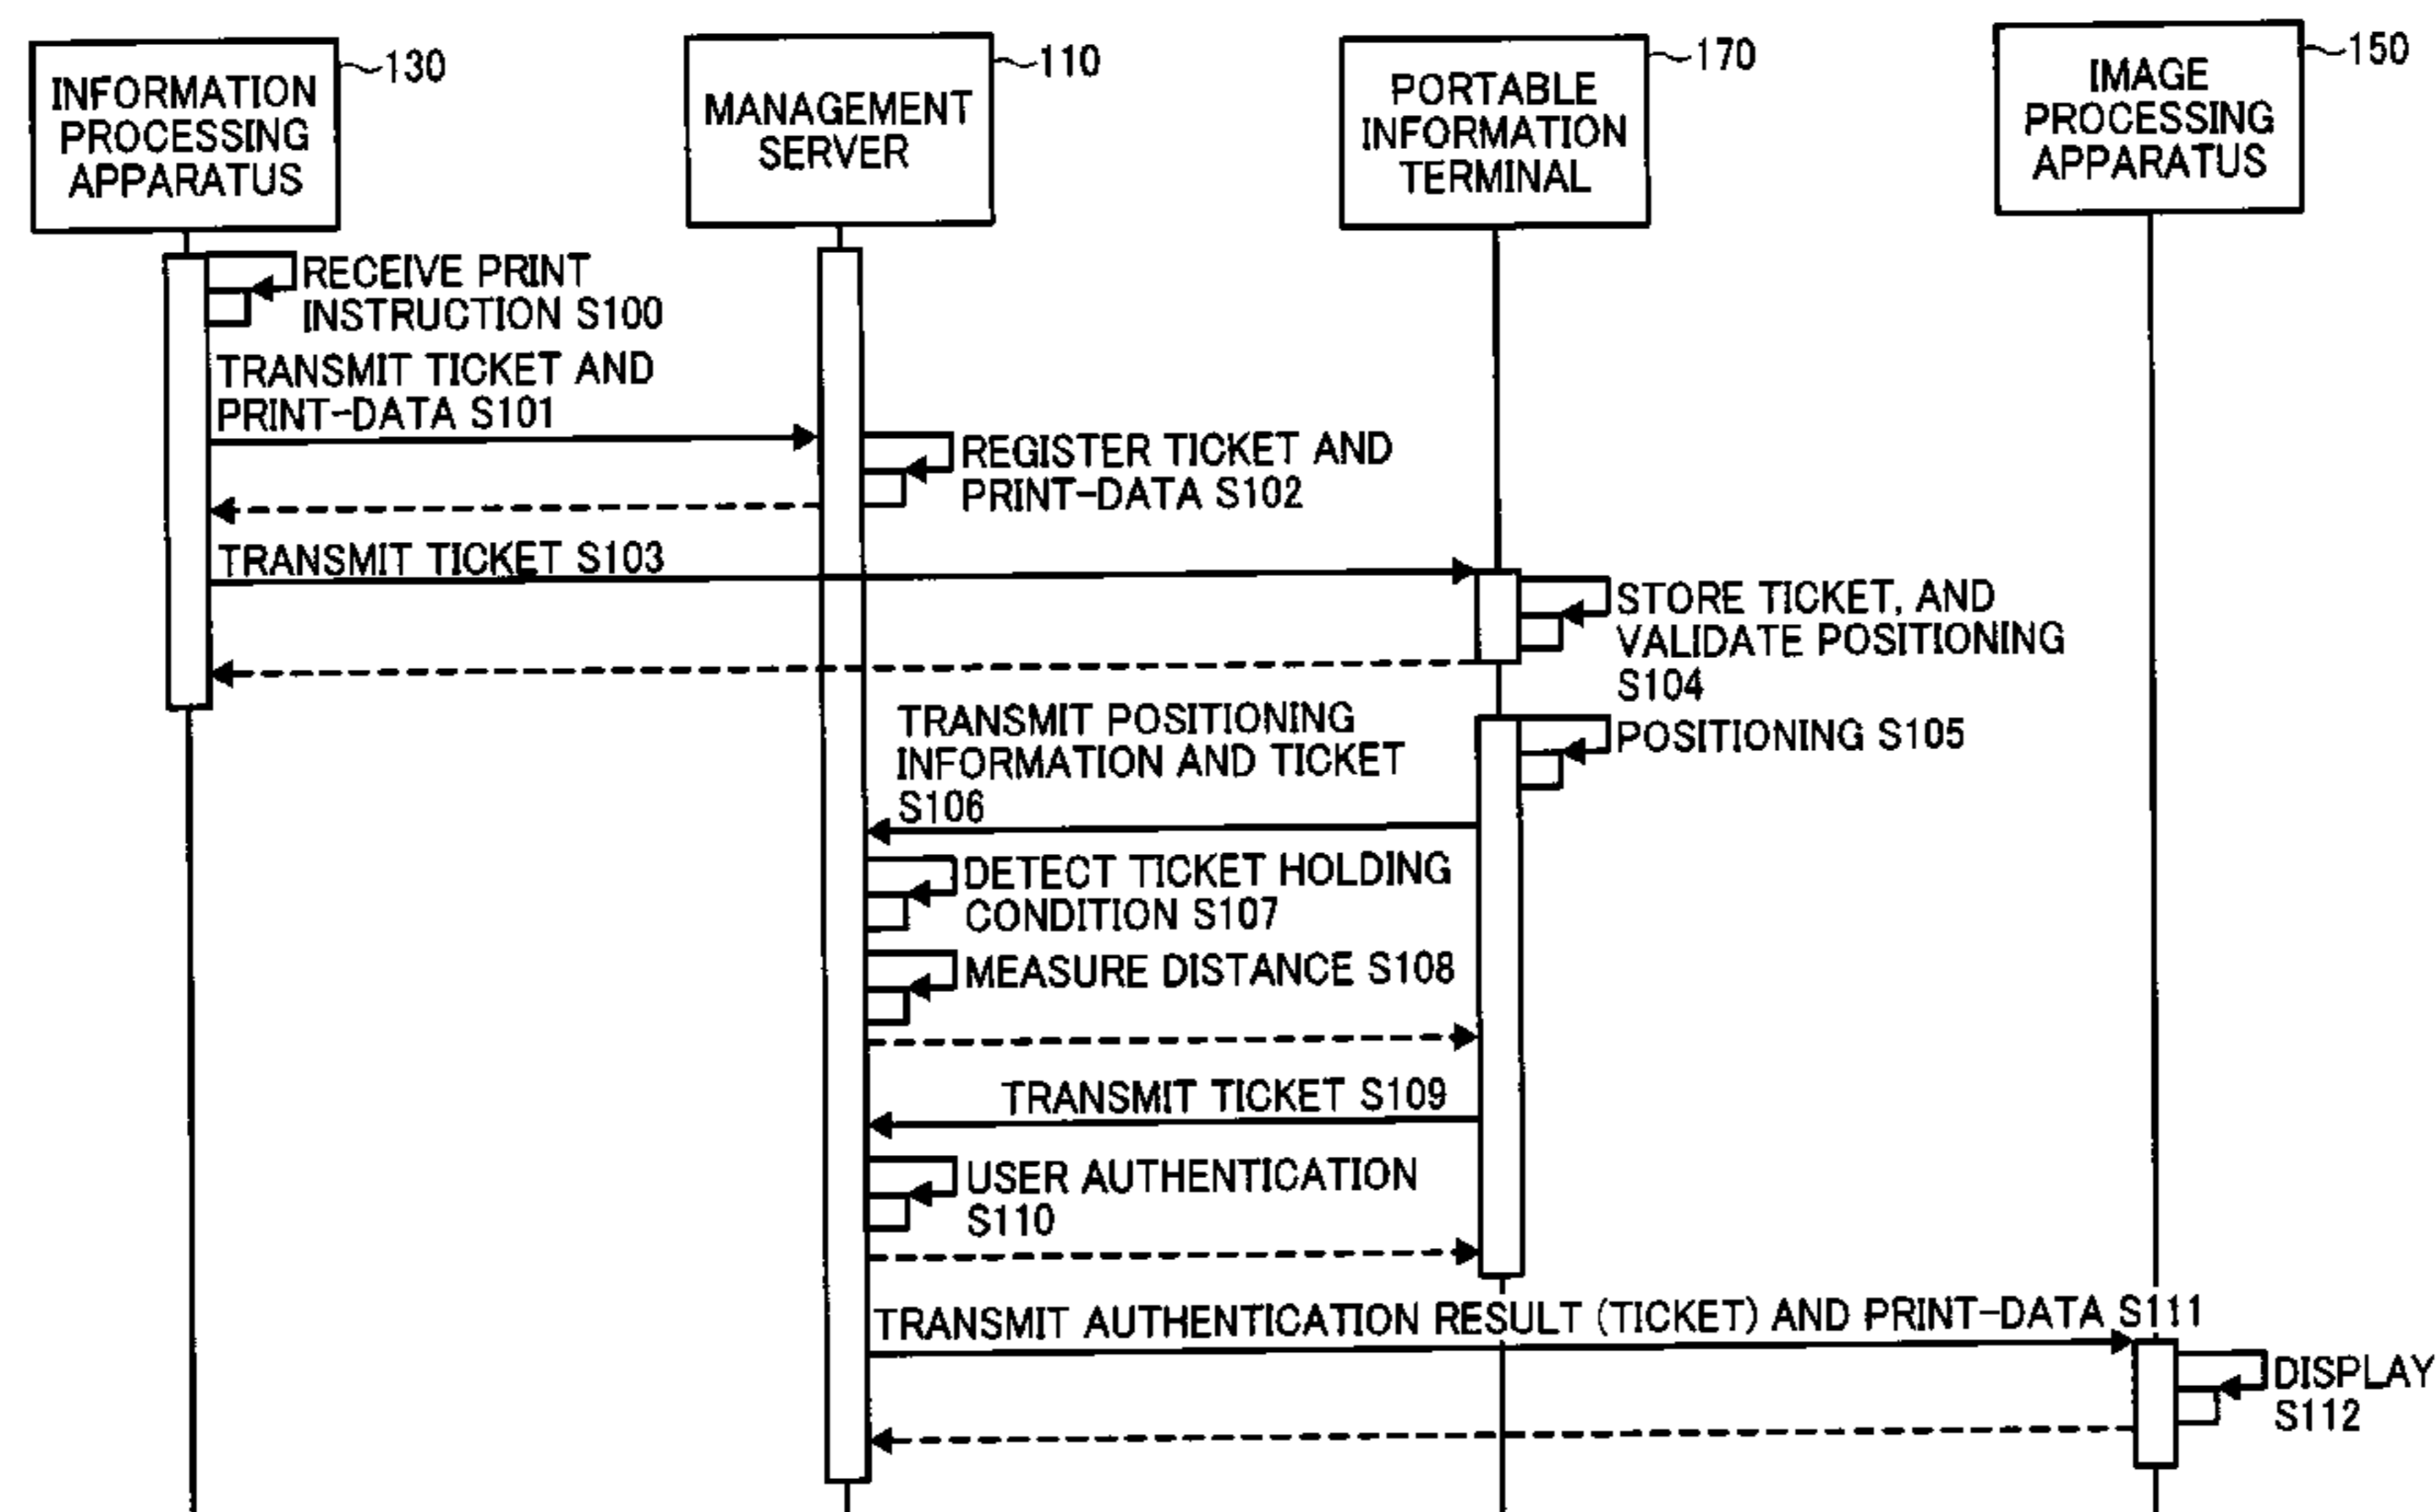 INFORMATION
PROCESSING
APPARATUS
130
MANAGEMENT
SERVER
110
PORTABLE
INFORMATION
TERMINAL
170
IMAGE
PROCESSING
APPARATUS
150
RECEIVE PRINT
INSTRUCTION S100
TRANSMIT TICKET AND
PRINT-DATA S101
REGISTER TICKET AND
PRINT-DATA S102
TRANSMIT TICKET S103
STORE TICKET, AND
VALIDATE POSITIONING
S104
POSITIONING S105
TRANSMIT POSITIONING
INFORMATION AND TICKET
S106
DETECT TICKET HOLDING
CONDITION S107
MEASURE DISTANCE S108
TRANSMIT TICKET S109
USER AUTHENTICATION
S110
TRANSMIT AUTHENTICATION RESULT (TICKET) AND PRINT-DATA S111
DISPLAY
S112